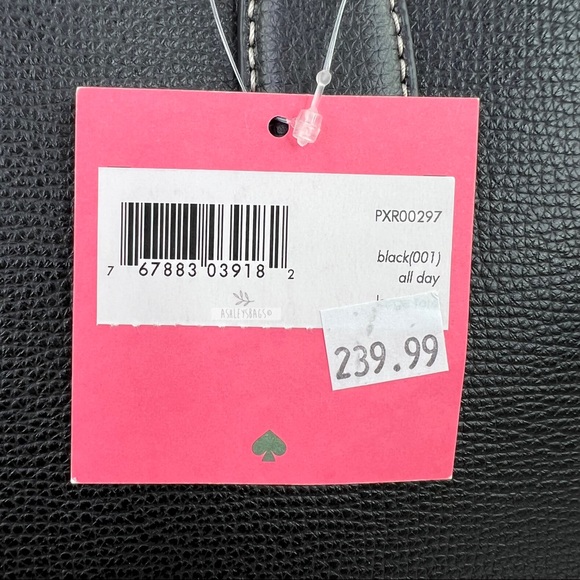 PXR00297
black(001)
all day
7 67883 03918 2
ASHLEYSBAGS©
239.99